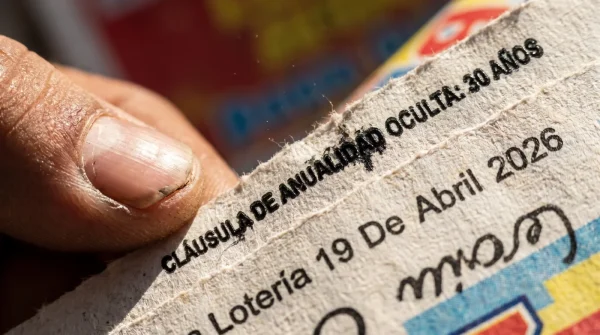 CLÁUSULA DE ANUALIDAD OCULTA: 30 AÑOS
Lotería 19 De Abril 2026